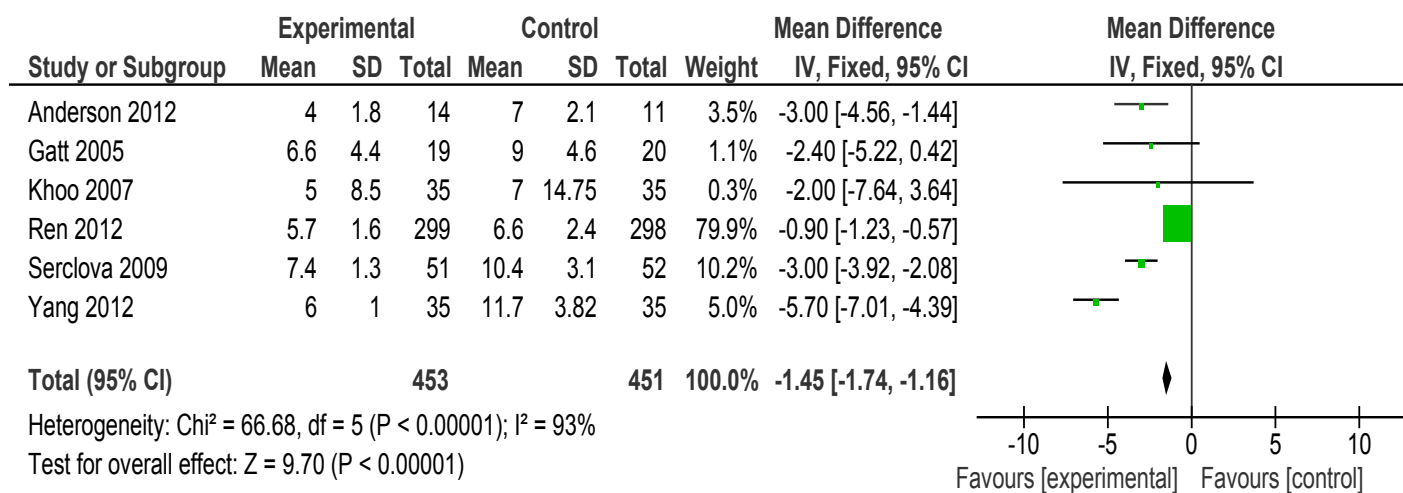 Experimental Control Mean Difference Mean Difference
Study or Subgroup Mean SD Total Mean SD Total Weight IV, Fixed, 95% CI IV, Fixed, 95% CI
Anderson 2012 4 1.8 14 7 2.1 11 3.5% -3.00 [-4.56, -1.44]
Gatt 2005 6.6 4.4 19 9 4.6 20 1.1% -2.40 [-5.22, 0.42]
Khoo 2007 5 8.5 35 7 14.75 35 0.3% -2.00 [-7.64, 3.64]
Ren 2012 5.7 1.6 299 6.6 2.4 298 79.9% -0.90 [-1.23, -0.57]
Serclova 2009 7.4 1.3 51 10.4 3.1 52 10.2% -3.00 [-3.92, -2.08]
Yang 2012 6 1 35 11.7 3.82 35 5.0% -5.70 [-7.01, -4.39]
Total (95% CI) 453 451 100.0% -1.45 [-1.74, -1.16]
Heterogeneity: Chi² = 66.68, df = 5 (P < 0.00001); I² = 93%
Test for overall effect: Z = 9.70 (P < 0.00001)
-10 -5 0 5 10
Favours [experimental] Favours [control]